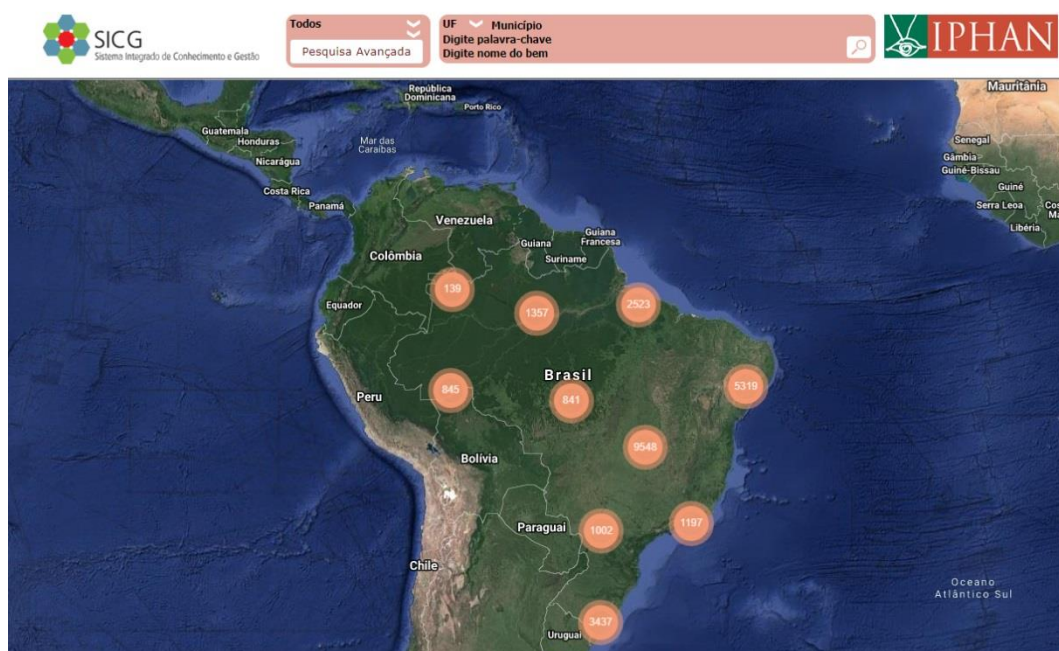 SICG
Sistema Integrado de Conhecimento e Gestão
Todos
Pesquisa Avançada
UF Município
Digite palavra-chave
Digite nome do bem
IPHAN
República
Dominicana
Porto Rico
Mauritânia
Guatemala
Honduras
Mar das
Caraíbas
Senegal
Gâmbia
Guiné-Bissau
Nicarágua
Guiné
Costa Rica
Panamá
Serra Leoa
Libéria
Venezuela
Guiana
Guiana
Francesa
Colômbia
Suriname
139
Equador
1357
2523
Brasil
5319
845
841
Peru
9548
Bolívia
1197
Paraguai
1002
Chile
Oceano
Atlântico Sul
3437
Uruguai